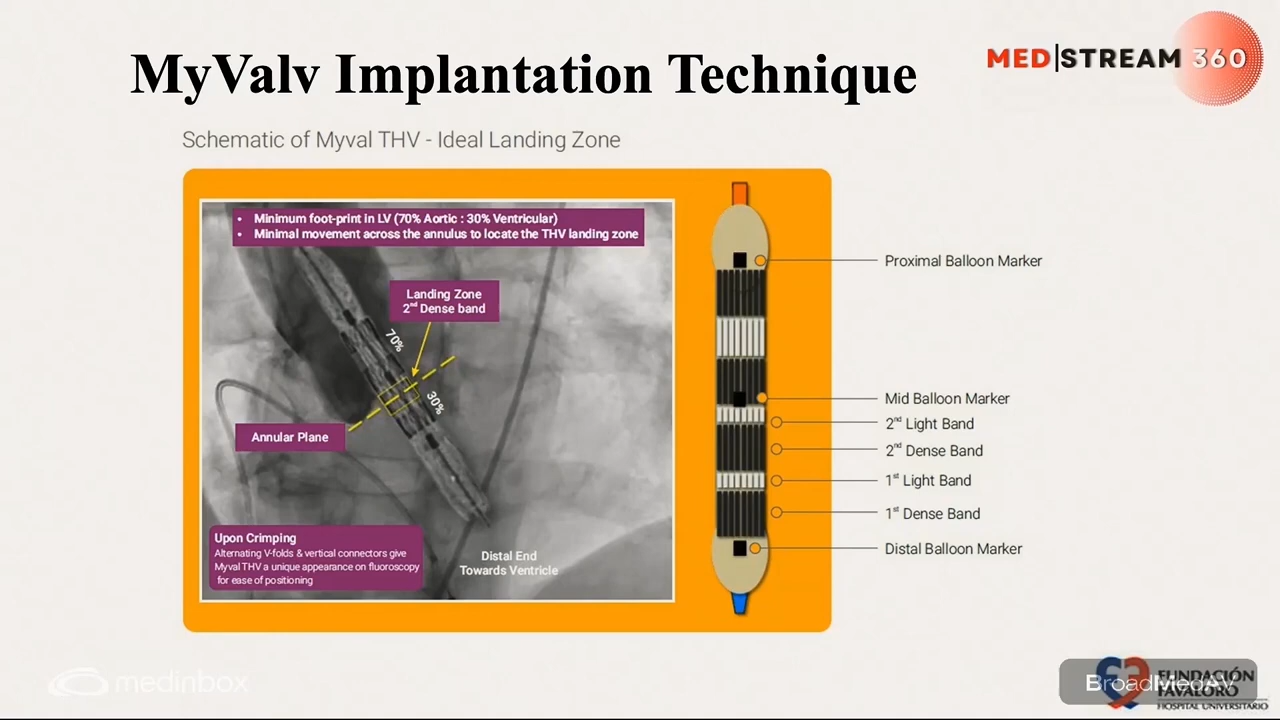 MyValv Implantation Technique
MED|STREAM 360
Schematic of Myval THV - Ideal Landing Zone
• Minimum foot-print in LV (70% Aortic : 30% Ventricular)
• Minimal movement across the annulus to locate the THV landing zone
Landing Zone
2nd Dense band
70%
30%
Annular Plane
Upon Crimping
Alternating V-folds & vertical connectors give
Myval THV a unique appearance on fluoroscopy
for ease of positioning
Distal End
Towards Ventricle
Proximal Balloon Marker
Mid Balloon Marker
2nd Light Band
2nd Dense Band
1st Light Band
1st Dense Band
Distal Balloon Marker
medinbox
BroadMedAV
FUNDACIÓN
FAVALORO
HOSPITAL UNIVERSITARIO